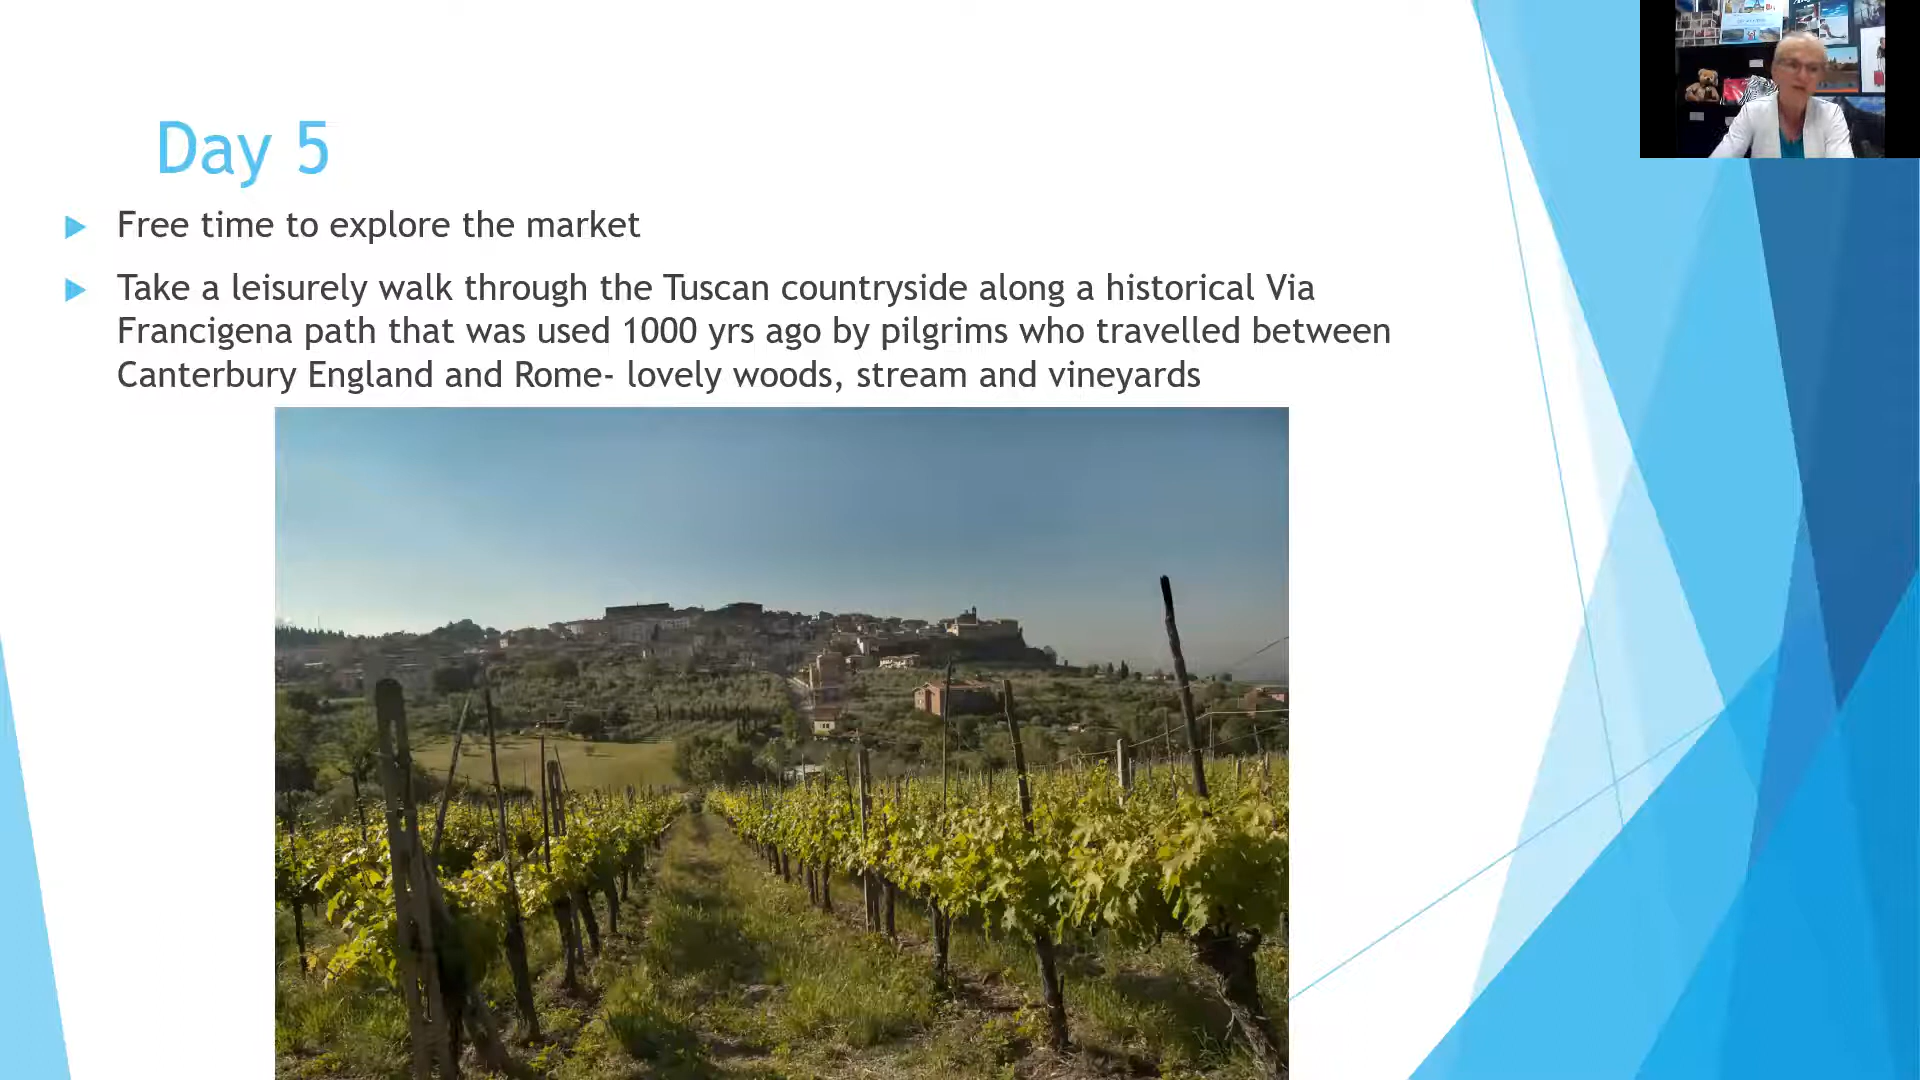 Day 5
Free time to explore the market
Take a leisurely walk through the Tuscan countryside along a historical Via
Francigena path that was used 1000 yrs ago by pilgrims who travelled between
Canterbury England and Rome- lovely woods, stream and vineyards